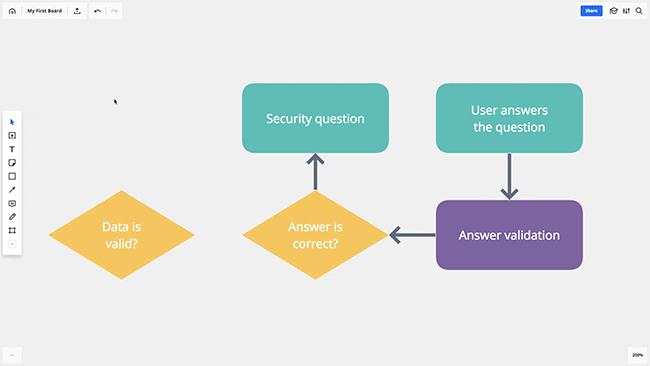 My First Board
Share
Security question
User answers
the question
Data is
valid?
Answer is
correct?
Answer validation
200%